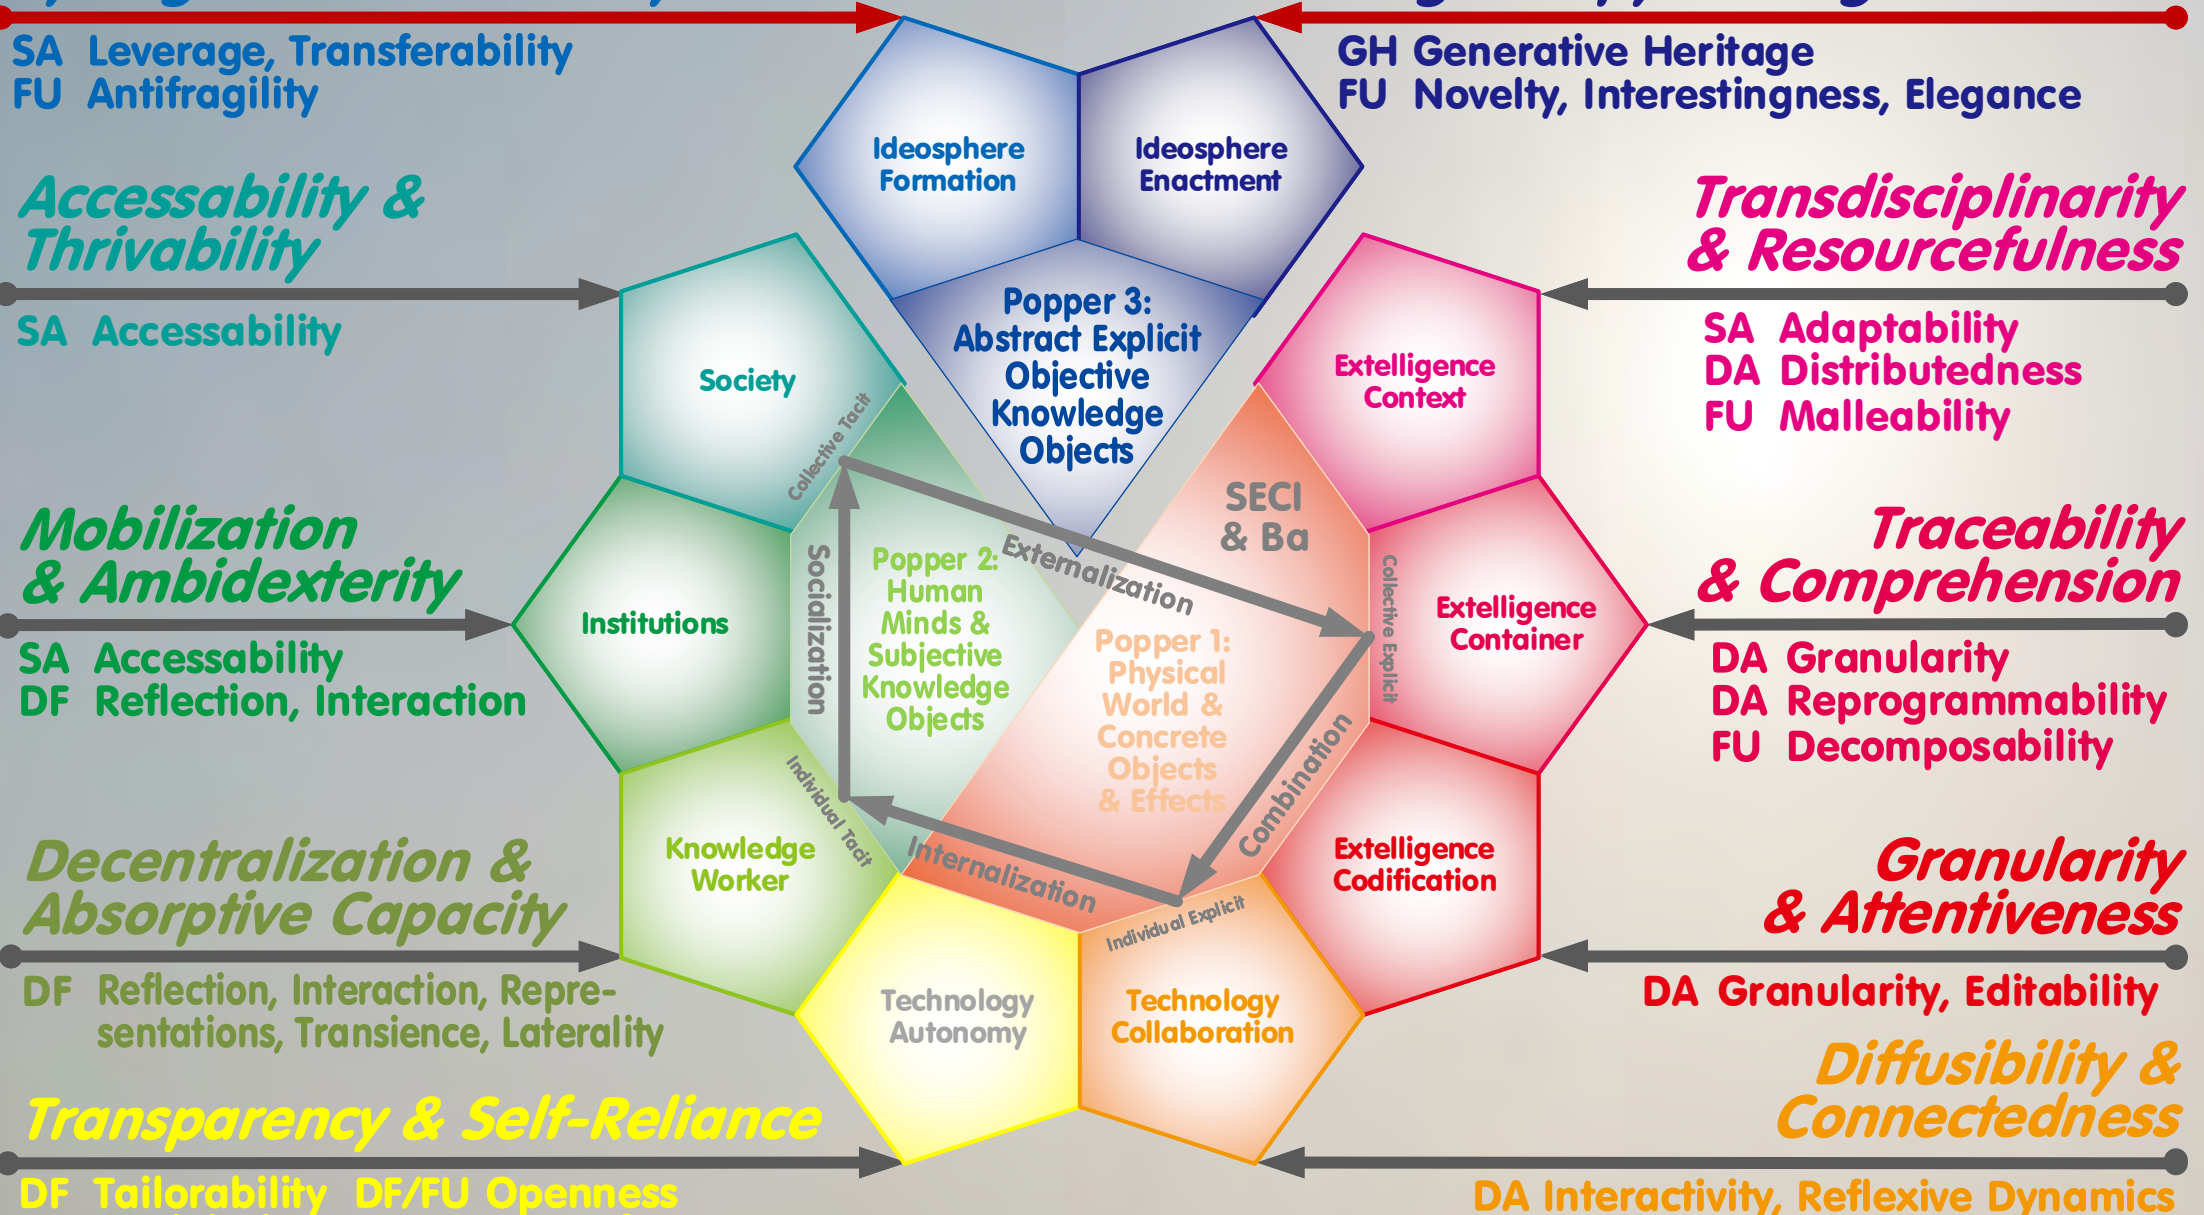 SA Leverage, Transferability
FU Antifragility
GH Generative Heritage
FU Novelty, Interestingness, Elegance
Ideosphere
Formation
Ideosphere
Enactment
Accessability &
Thrivability
SA Accessability
Transdisciplinarity
& Resourcefulness
SA Adaptability
DA Distributedness
FU Malleability
Popper 3:
Abstract Explicit
Objective
Knowledge
Objects
Society
Extelligence
Context
Collective Tacit
SECI
& Ba
Mobilization
& Ambidexterity
SA Accessability
DF Reflection, Interaction
Institutions
Socialization
Popper 2:
Human
Minds &
Subjective
Knowledge
Objects
Externalization
Popper 1:
Physical
World &
Concrete
Objects
& Effects
Collective Explicit
Extelligence
Container
Traceability
& Comprehension
DA Granularity
DA Reprogrammability
FU Decomposability
Combination
Individual Tacit
Internalization
Individual Explicit
Decentralization &
Absorptive Capacity
DF Reflection, Interaction, Repre-
sentations, Transience, Laterality
Knowledge
Worker
Extelligence
Codification
Granularity
& Attentiveness
DA Granularity, Editability
Technology
Autonomy
Technology
Collaboration
Diffusibility &
Connectedness
DA Interactivity, Reflexive Dynamics
Transparency & Self-Reliance
DF Tailorability DF/FU Openness